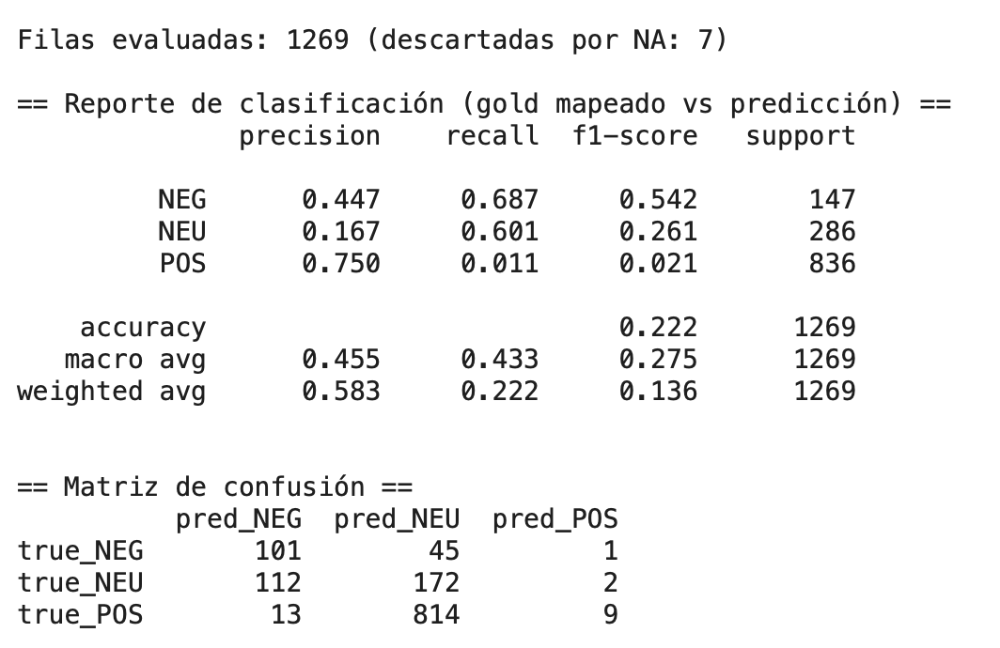 Filas evaluadas: 1269 (descartadas por NA: 7)
== Reporte de clasificación (gold mapeado vs predicción) ==
precision recall f1-score support
NEG 0.447 0.687 0.542 147
NEU 0.167 0.601 0.261 286
POS 0.750 0.011 0.021 836
accuracy 0.222 1269
macro avg 0.455 0.433 0.275 1269
weighted avg 0.583 0.222 0.136 1269
== Matriz de confusión ==
pred_NEG pred_NEU pred_POS
true_NEG 101 45 1
true_NEU 112 172 2
true_POS 13 814 9